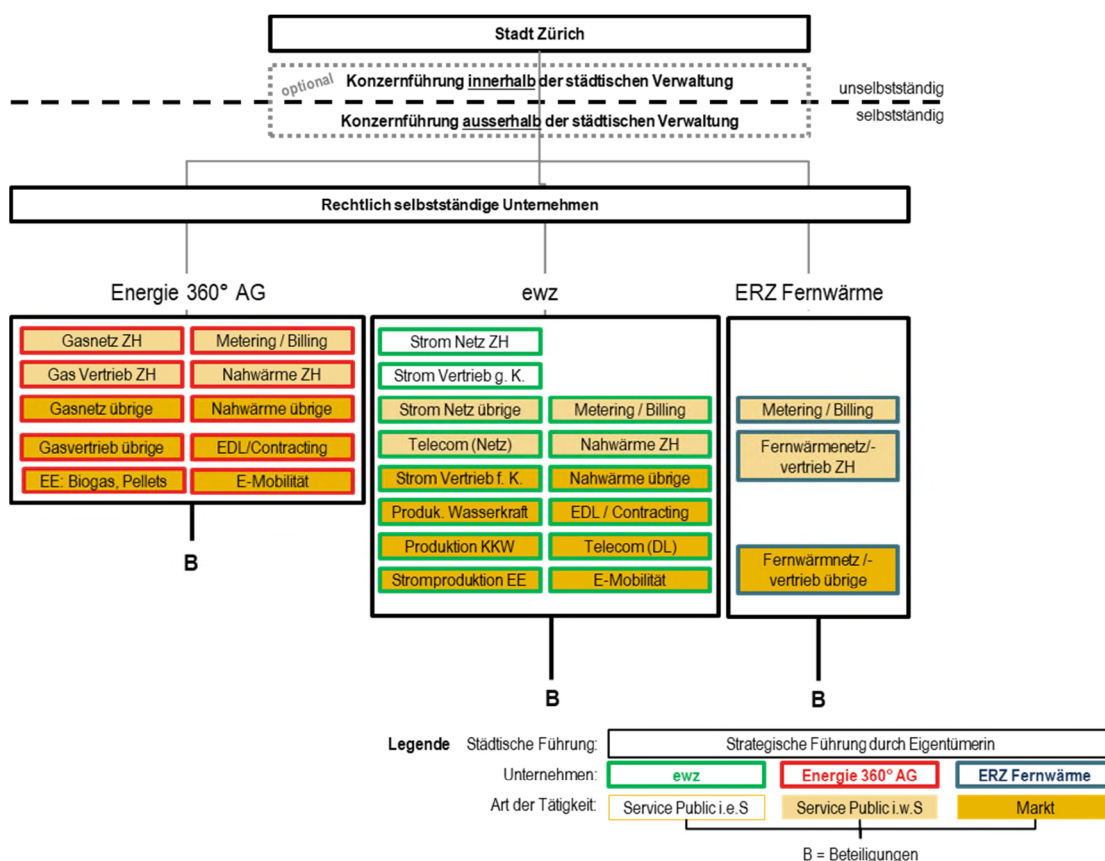 Stadt Zürich
optional
Konzernführung innerhalb der städtischen Verwaltung
unselbstständig
Konzernführung ausserhalb der städtischen Verwaltung
selbstständig
Rechtlich selbstständige Unternehmen
Energie 360° AG
ewz
ERZ Fernwärme
Gasnetz ZH
Metering / Billing
Gas Vertrieb ZH
Nahwärme ZH
Gasnetz übrige
Nahwärme übrige
Gasvertrieb übrige
EDL/Contracting
EE: Biogas, Pellets
E-Mobilität
B
Strom Netz ZH
Strom Vertrieb g. K.
Strom Netz übrige
Metering / Billing
Telecom (Netz)
Nahwärme ZH
Strom Vertrieb f. K.
Nahwärme übrige
Produk. Wasserkraft
EDL / Contracting
Produktion KKW
Telecom (DL)
Stromproduktion EE
E-Mobilität
B
Metering / Billing
Fernwärmenetz/-
vertrieb ZH
Fernwärmnetz /-
vertrieb übrige
B
Legende
Städtische Führung:
Strategische Führung durch Eigentümerin
Unternehmen:
ewz
Energie 360° AG
ERZ Fernwärme
Art der Tätigkeit:
Service Public i.e.S
Service Public i.w.S
Markt
B = Beteiligungen